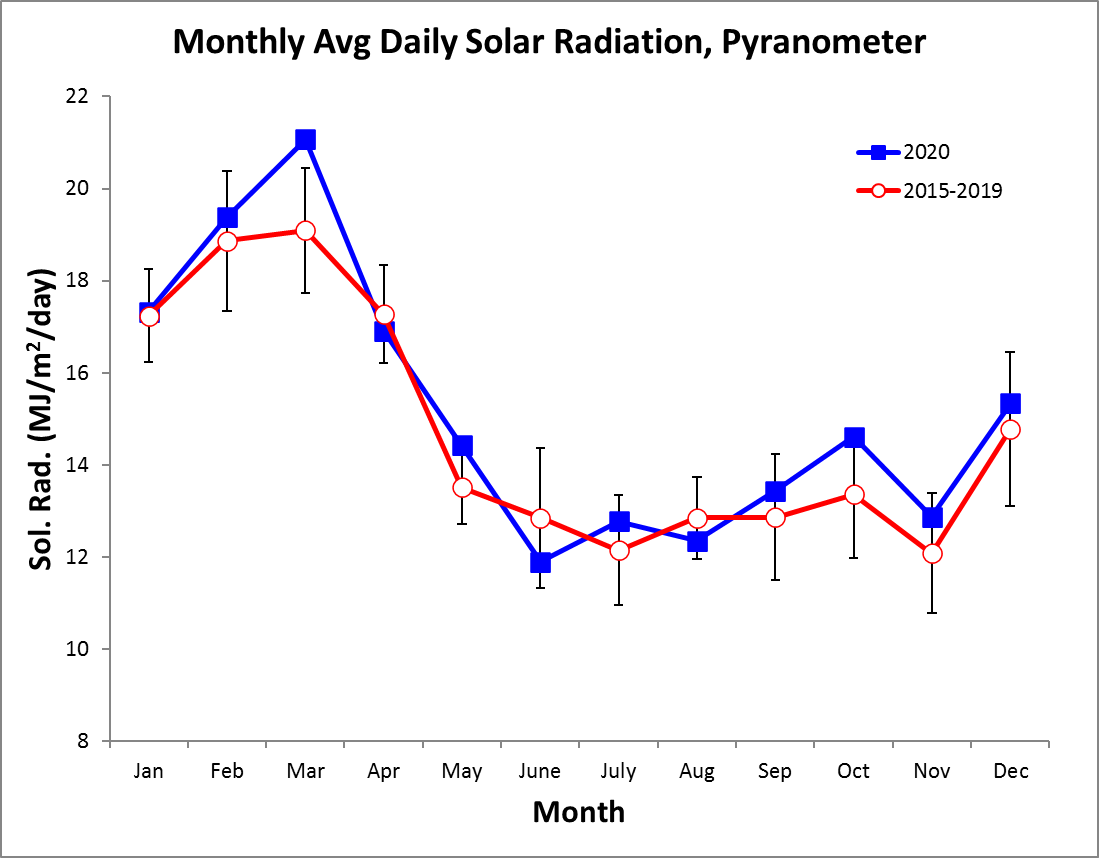 Monthly Avg Daily Solar Radiation, Pyranometer
22
20
18
16
14
12
10
8
Sol. Rad. (MJ/m²/day)
2020
2015-2019
Jan Feb Mar Apr May June July Aug Sep Oct Nov Dec
Month